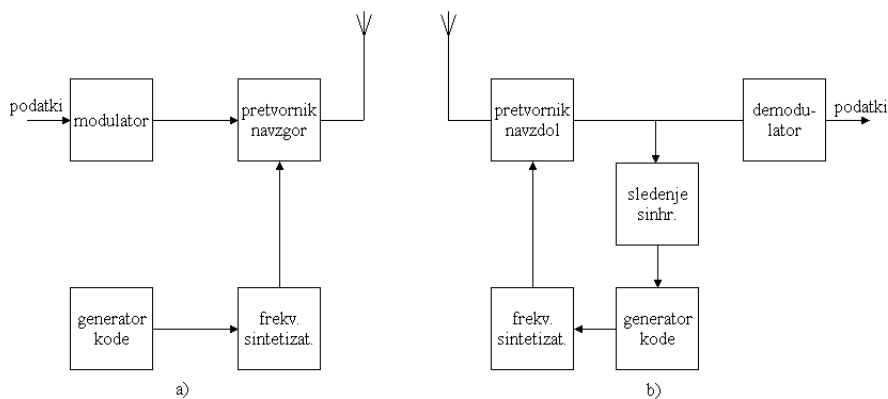 podatki
modulator
pretvornik
navzgor
generator
kode
frekv.
sintetizat.
a)
pretvornik
navzdol
demodu-
lator
podatki
sledenje
sinhr.
frekv.
sintetizat.
generator
kode
b)